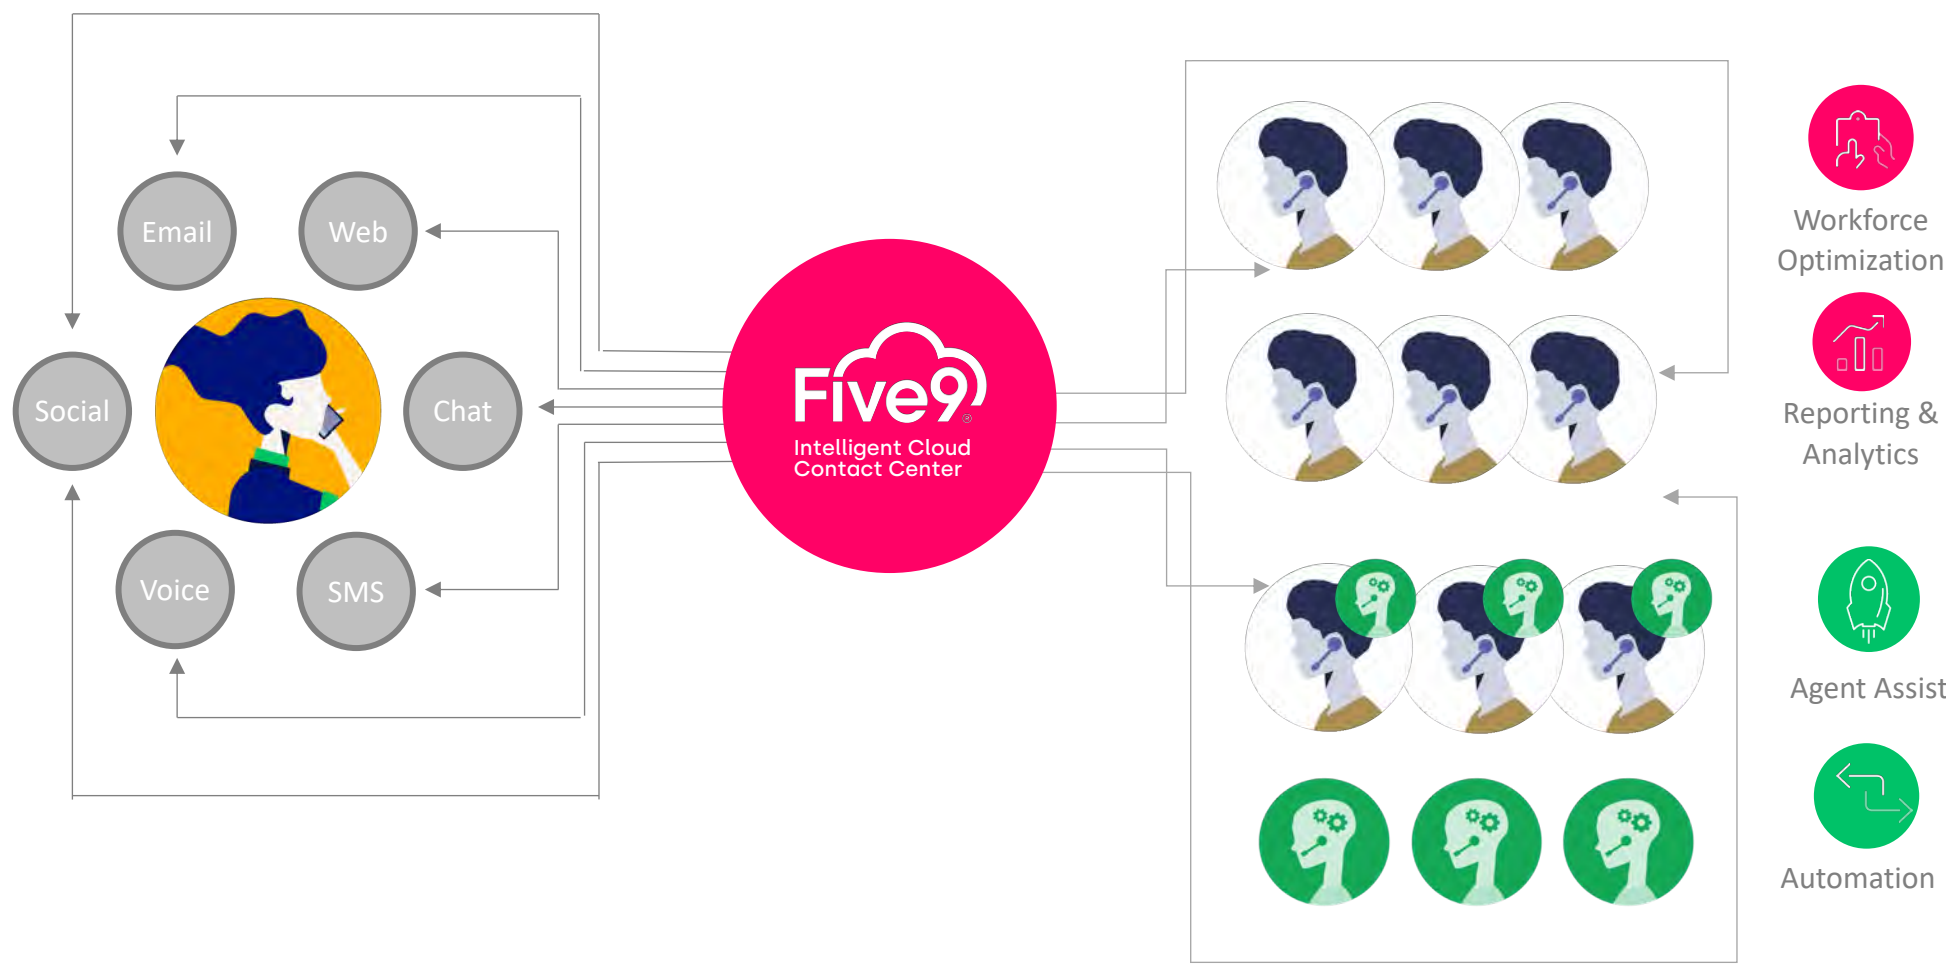 Email
Web
Social
Chat
Voice
SMS
Five9®
Intelligent Cloud
Contact Center
Workforce
Optimization
Reporting &
Analytics
Agent Assist
Automation